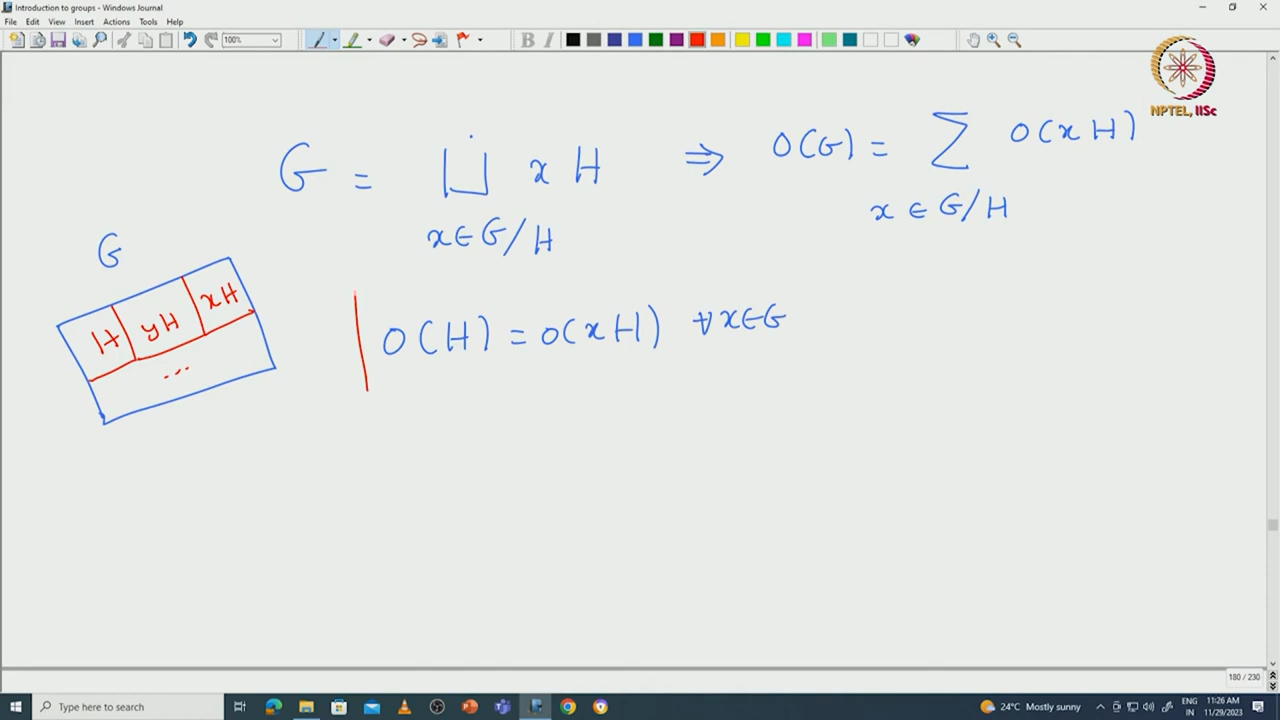 Introduction to groups - Windows Journal
File Edit View Insert Actions Tools Help
100%
B I
NPTEL, IISc
G = ⨆ xH ⇒ O(G) = ∑ O(xH)
x∈G/H x∈G/H
G
H yH xH
...
O(H) = O(xH) ∀x∈G
180 / 230
Type here to search
24°C Mostly sunny
ENG
IN
11:26 AM
11/29/2023